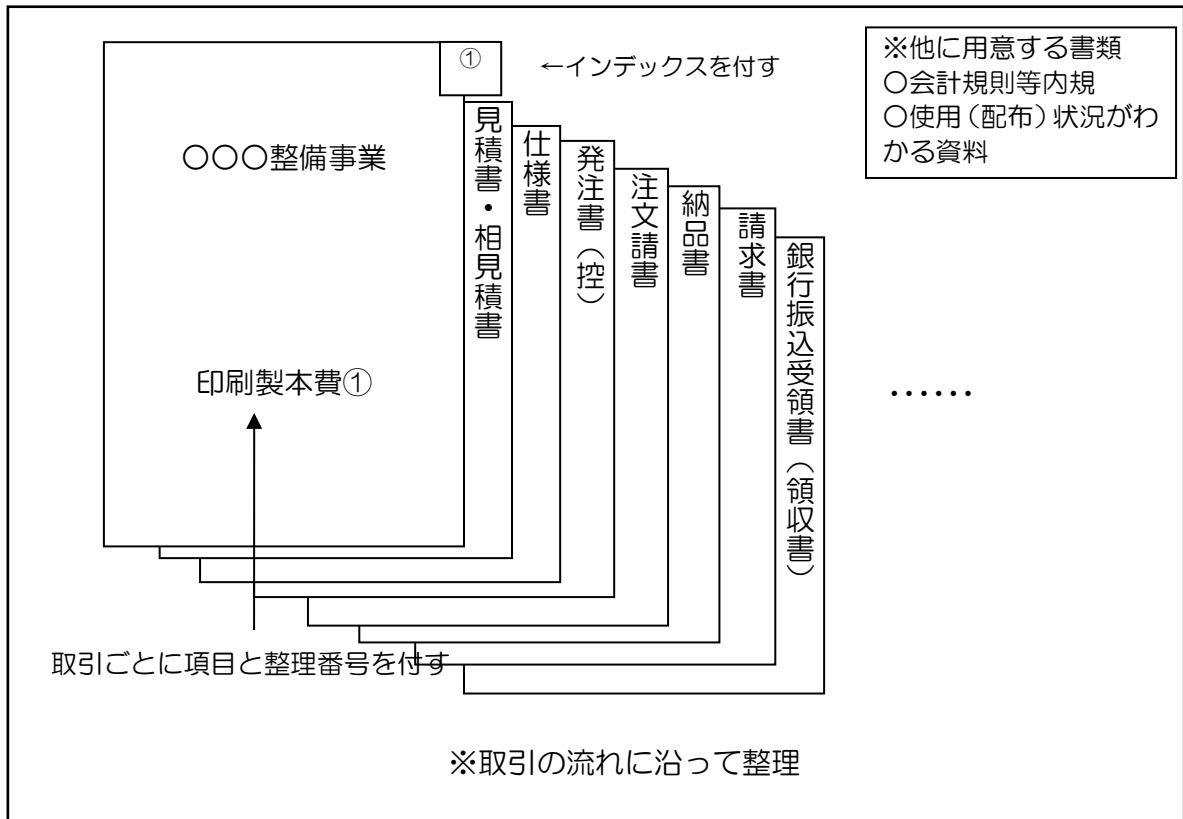 ①
←インデックスを付す
※他に用意する書類
○会計規則等内規
○使用（配布）状況がわ
かる資料
○○○整備事業
印刷製本費①
見積書・相見積書
仕様書
発注書（控）
注文請書
納品書
請求書
銀行振込受領書（領収書）
……
取引ごとに項目と整理番号を付す
※取引の流れに沿って整理